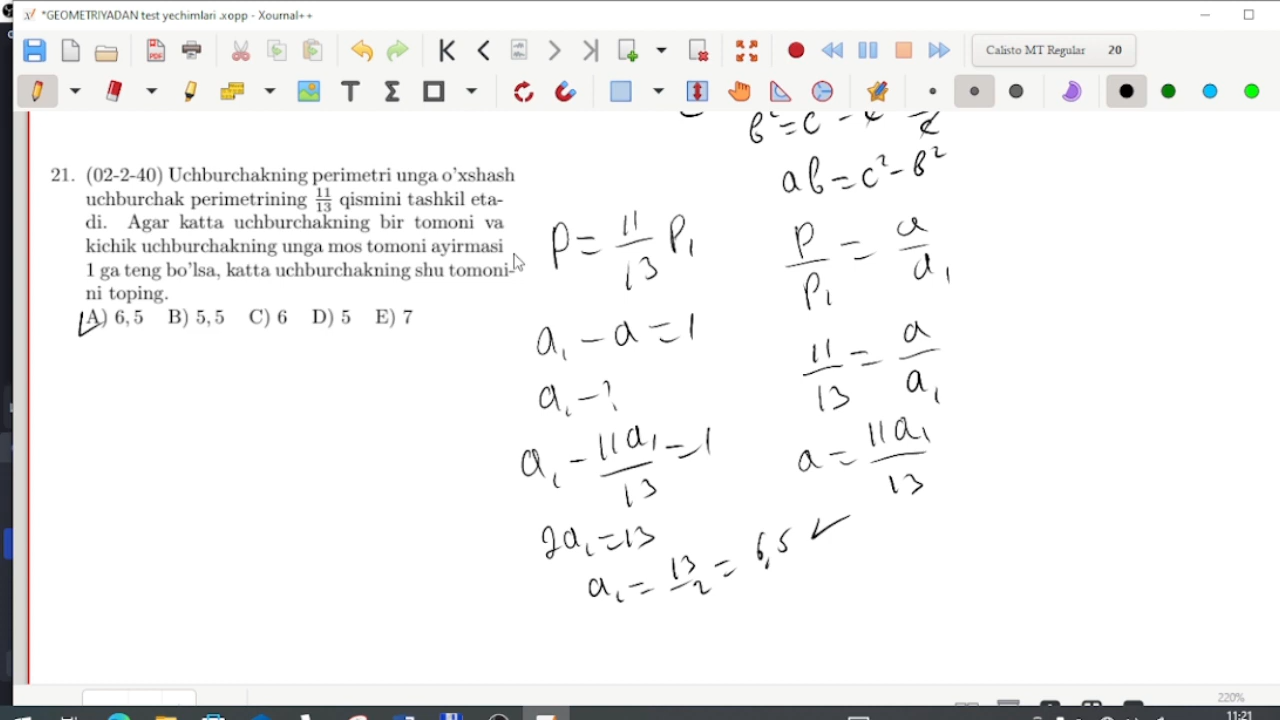 *GEOMETRIYADAN test yechimlari .xopp - Xournal++
Calisto MT Regular 20
b²=c²-
ab=c²-b²
21. (02-2-40) Uchburchakning perimetri unga o'xshash
uchburchak perimetrining 11/13 qismini tashkil eta-
di. Agar katta uchburchakning bir tomoni va
kichik uchburchakning unga mos tomoni ayirmasi
1 ga teng bo'lsa, katta uchburchakning shu tomoni-
ni toping.
A) 6, 5 B) 5, 5 C) 6 D) 5 E) 7
P = 11/13 P₁
a₁ - a = 1
a₁ - ?
a₁ - 11a₁/13 = 1
2a₁ = 13
a₁ = 13/2 = 6,5
P/P₁ = a/a₁
11/13 = a/a₁
a = 11a₁/13
220%
11:21